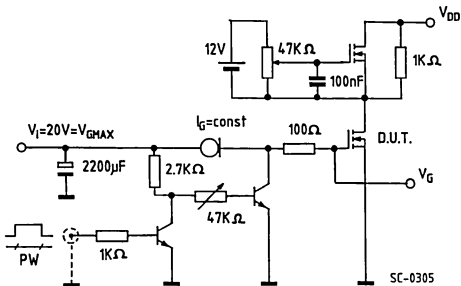 V_DD
12V
47KΩ
100nF
1KΩ
I_G=const
V_i=20V=V_GMAX
100Ω
D.U.T.
2200µF
2.7KΩ
47KΩ
V_G
PW
1KΩ
SC-0305